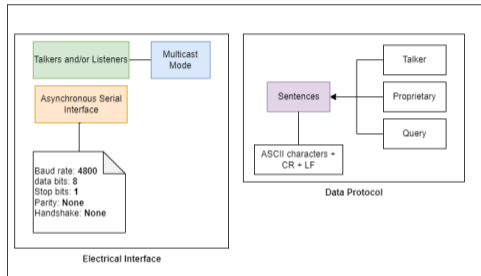 Talkers and/or Listeners
Multicast
Mode
Asynchronous Serial
Interface
Baud rate: 4800
data bits: 8
Stop bits: 1
Parity: None
Handshake: None
Electrical Interface
Talker
Sentences
Proprietary
Query
ASCII characters +
CR + LF
Data Protocol